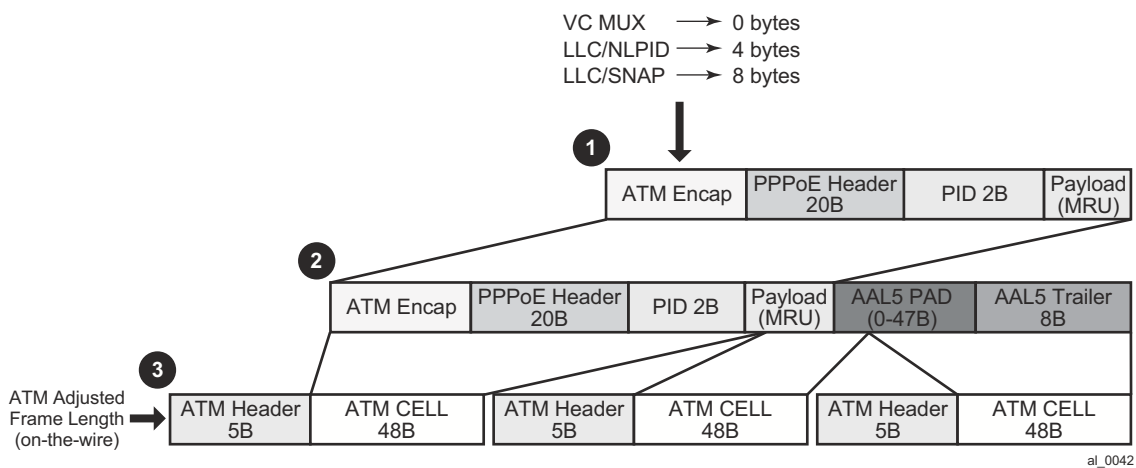 VC MUX → 0 bytes
LLC/NLPID → 4 bytes
LLC/SNAP → 8 bytes
1
ATM Encap
PPPoE Header
20B
PID 2B
Payload
(MRU)
2
ATM Encap
PPPoE Header
20B
PID 2B
Payload
(MRU)
AAL5 PAD
(0-47B)
AAL5 Trailer
8B
3
ATM Adjusted
Frame Length
(on-the-wire)
ATM Header
5B
ATM CELL
48B
ATM Header
5B
ATM CELL
48B
ATM Header
5B
ATM CELL
48B
al_0042